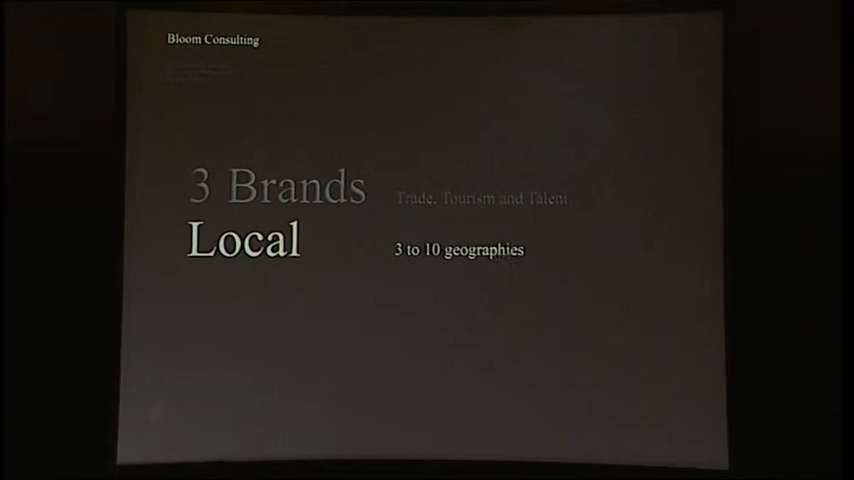 Bloom Consulting
3 Brands
Trade, Tourism and Talent
Local
3 to 10 geographies